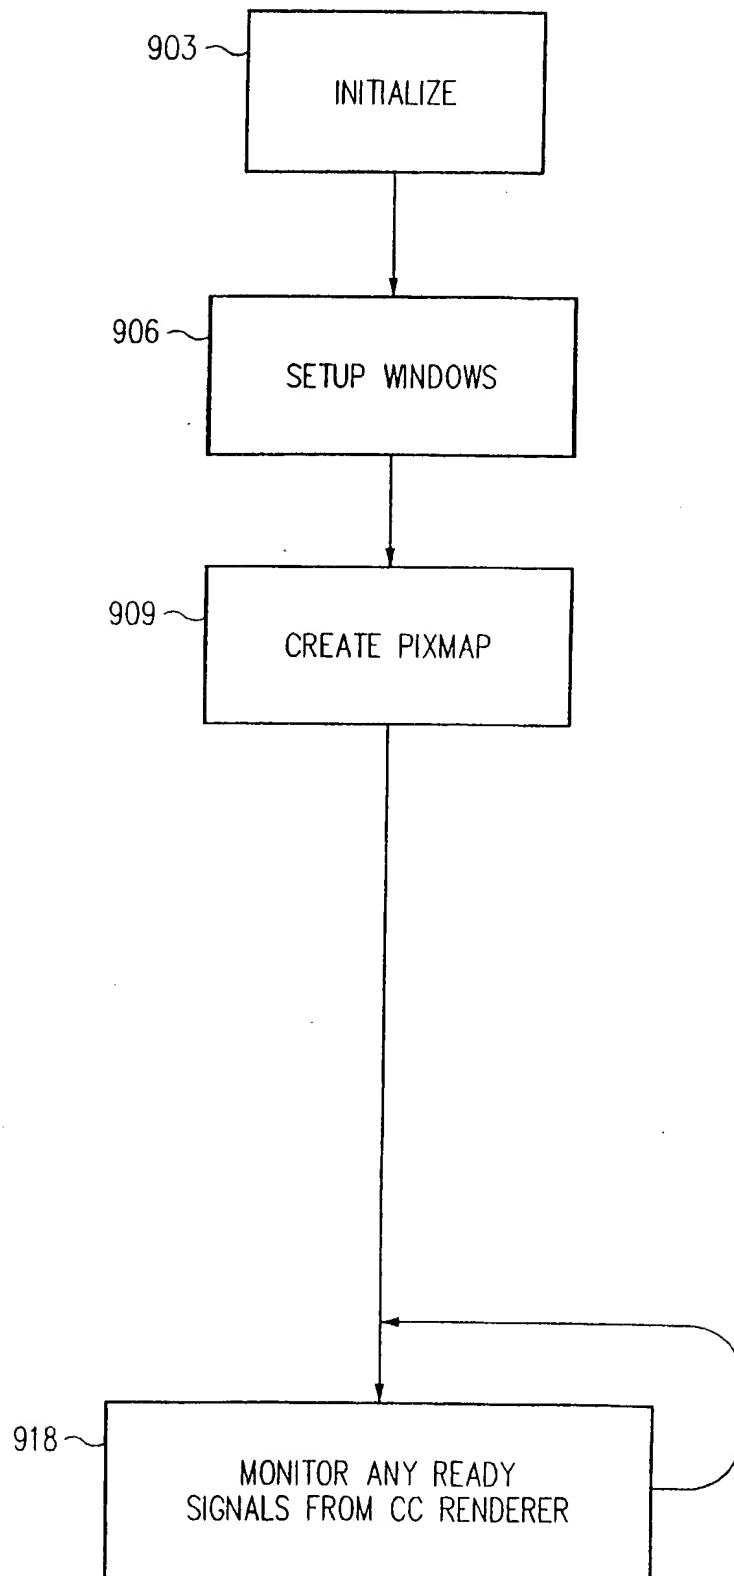 903
INITIALIZE
906
SETUP WINDOWS
909
CREATE PIXMAP
918
MONITOR ANY READY
SIGNALS FROM CC RENDERER